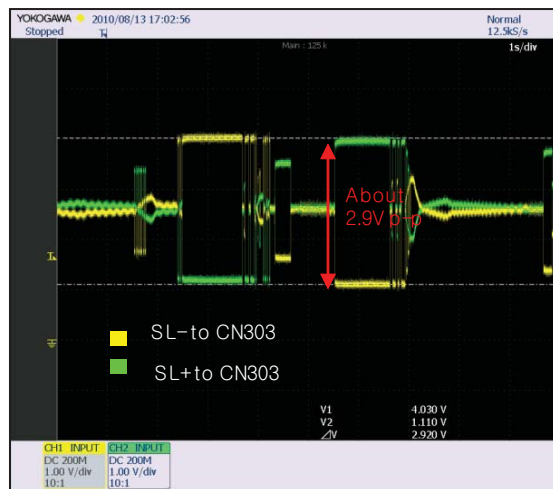 YOKOGAWA 2010/08/13 17:02:56 Normal
Stopped 12.5kS/s
Main : 125 k 1s/div
About
2.9V p-p
SL-to CN303
SL+to CN303
V1 4.030 V
V2 1.110 V
⊿V 2.920 V
CH1 INPUT CH2 INPUT
DC 200M DC 200M
1.00 V/div 1.00 V/div
10:1 10:1